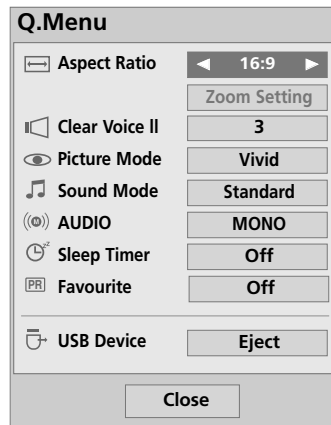 Q.Menu
Aspect Ratio ◄ 16:9 ►
Zoom Setting
Clear Voice ll 3
Picture Mode Vivid
Sound Mode Standard
AUDIO MONO
Sleep Timer Off
PR Favourite Off
USB Device Eject
Close